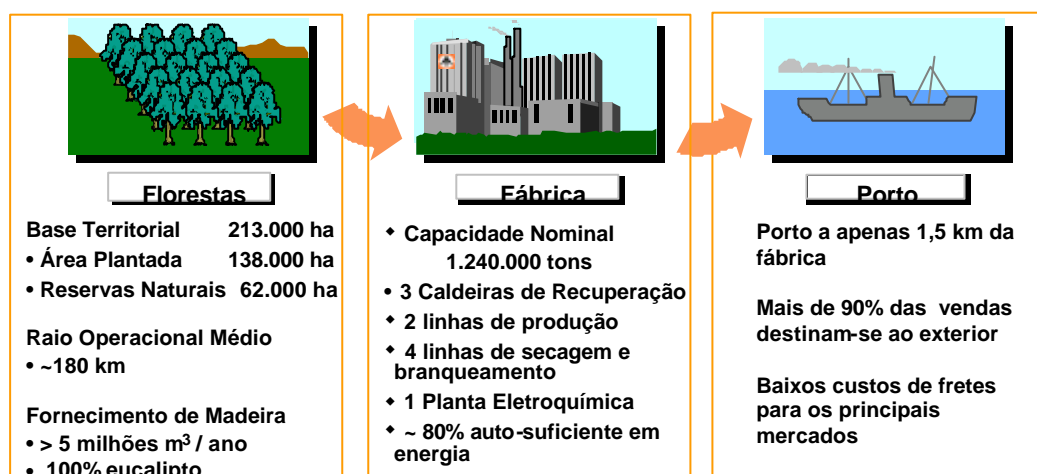 Florestas
Base Territorial 213.000 ha
• Área Plantada 138.000 ha
• Reservas Naturais 62.000 ha
Raio Operacional Médio
• ~180 km
Fornecimento de Madeira
• > 5 milhões m³ / ano
• 100% eucalipto
Fábrica
◆ Capacidade Nominal
1.240.000 tons
• 3 Caldeiras de Recuperação
◆ 2 linhas de produção
◆ 4 linhas de secagem e
branqueamento
◆ 1 Planta Eletroquímica
◆ ~ 80% auto-suficiente em
energia
Porto
Porto a apenas 1,5 km da
fábrica
Mais de 90% das vendas
destinam-se ao exterior
Baixos custos de fretes
para os principais
mercados